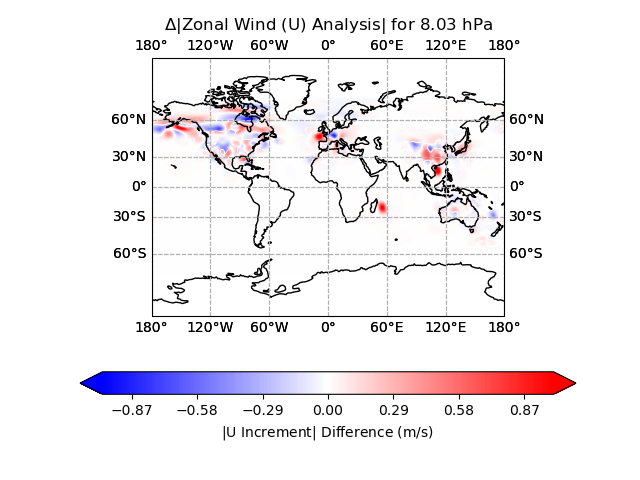 Δ|Zonal Wind (U) Analysis| for 8.03 hPa
180° 120°W 60°W 0° 60°E 120°E 180°
60°N 60°N
30°N 30°N
0° 0°
30°S 30°S
60°S 60°S
180° 120°W 60°W 0° 60°E 120°E 180°
−0.87 −0.58 −0.29 0.00 0.29 0.58 0.87
|U Increment| Difference (m/s)